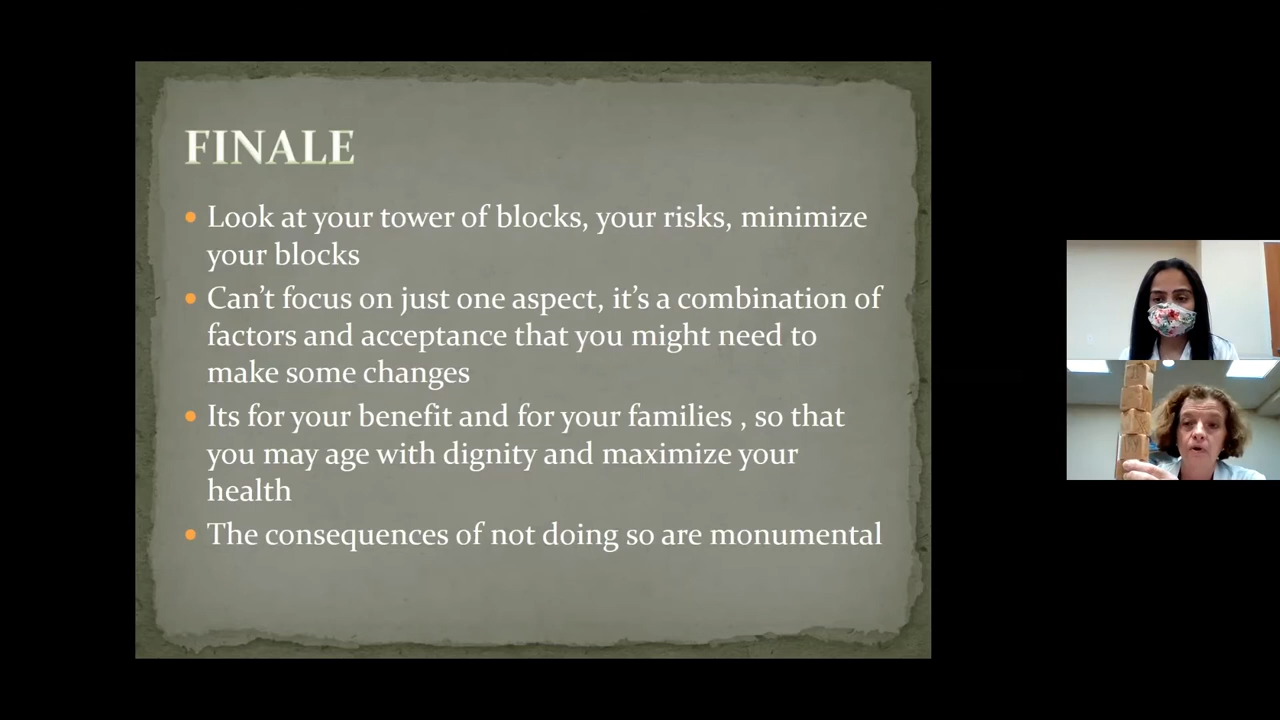 FINALE
Look at your tower of blocks, your risks, minimize
your blocks
Can't focus on just one aspect, it's a combination of
factors and acceptance that you might need to
make some changes
Its for your benefit and for your families , so that
you may age with dignity and maximize your
health
The consequences of not doing so are monumental